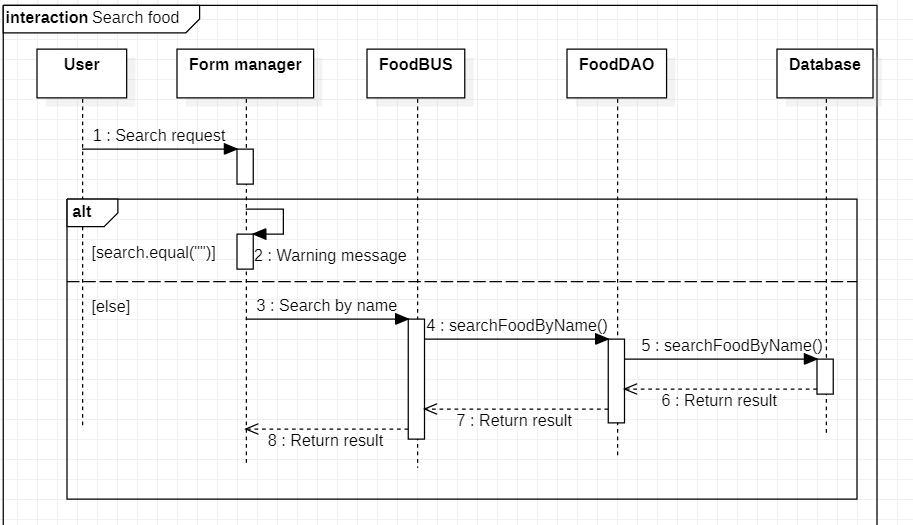 interaction Search food
User
Form manager
FoodBUS
FoodDAO
Database
1 : Search request
alt
[search.equal("")]
2 : Warning message
[else]
3 : Search by name
4 : searchFoodByName()
5 : searchFoodByName()
6 : Return result
7 : Return result
8 : Return result